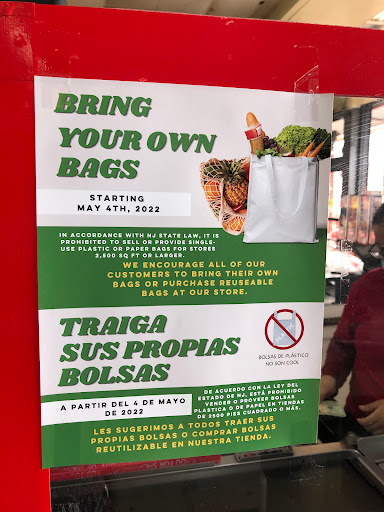 BRING
YOUR OWN
BAGS
STARTING
MAY 4TH, 2022
IN ACCORDANCE WITH NJ STATE LAW, IT IS
PROHIBITED TO SELL OR PROVIDE SINGLE-
USE PLASTIC OR PAPER BAGS FOR STORES
2,500 SQ FT OR LARGER.
WE ENCOURAGE ALL OF OUR
CUSTOMERS TO BRING THEIR OWN
BAGS OR PURCHASE REUSEABLE
BAGS AT OUR STORE.
TRAIGA
SUS PROPIAS
BOLSAS
BOLSAS DE PLASTICO
NO SON COOL
A PARTIR DEL 4 DE MAYO
DE 2022
DE ACUERDO CON LA LEY DEL
ESTADO DE NJ, ESTÁ PROHIBIDO
VENDER O PROVEER BOLSAS
PLASTICA O DE PAPEL EN TIENDAS
DE 2500 PIES CUADRADO O MÁS.
LES SUGERIMOS A TODOS TRAER SUS
PROPIAS BOLSAS O COMPRAR BOLSAS
REUTILIZABLE EN NUESTRA TIENDA.